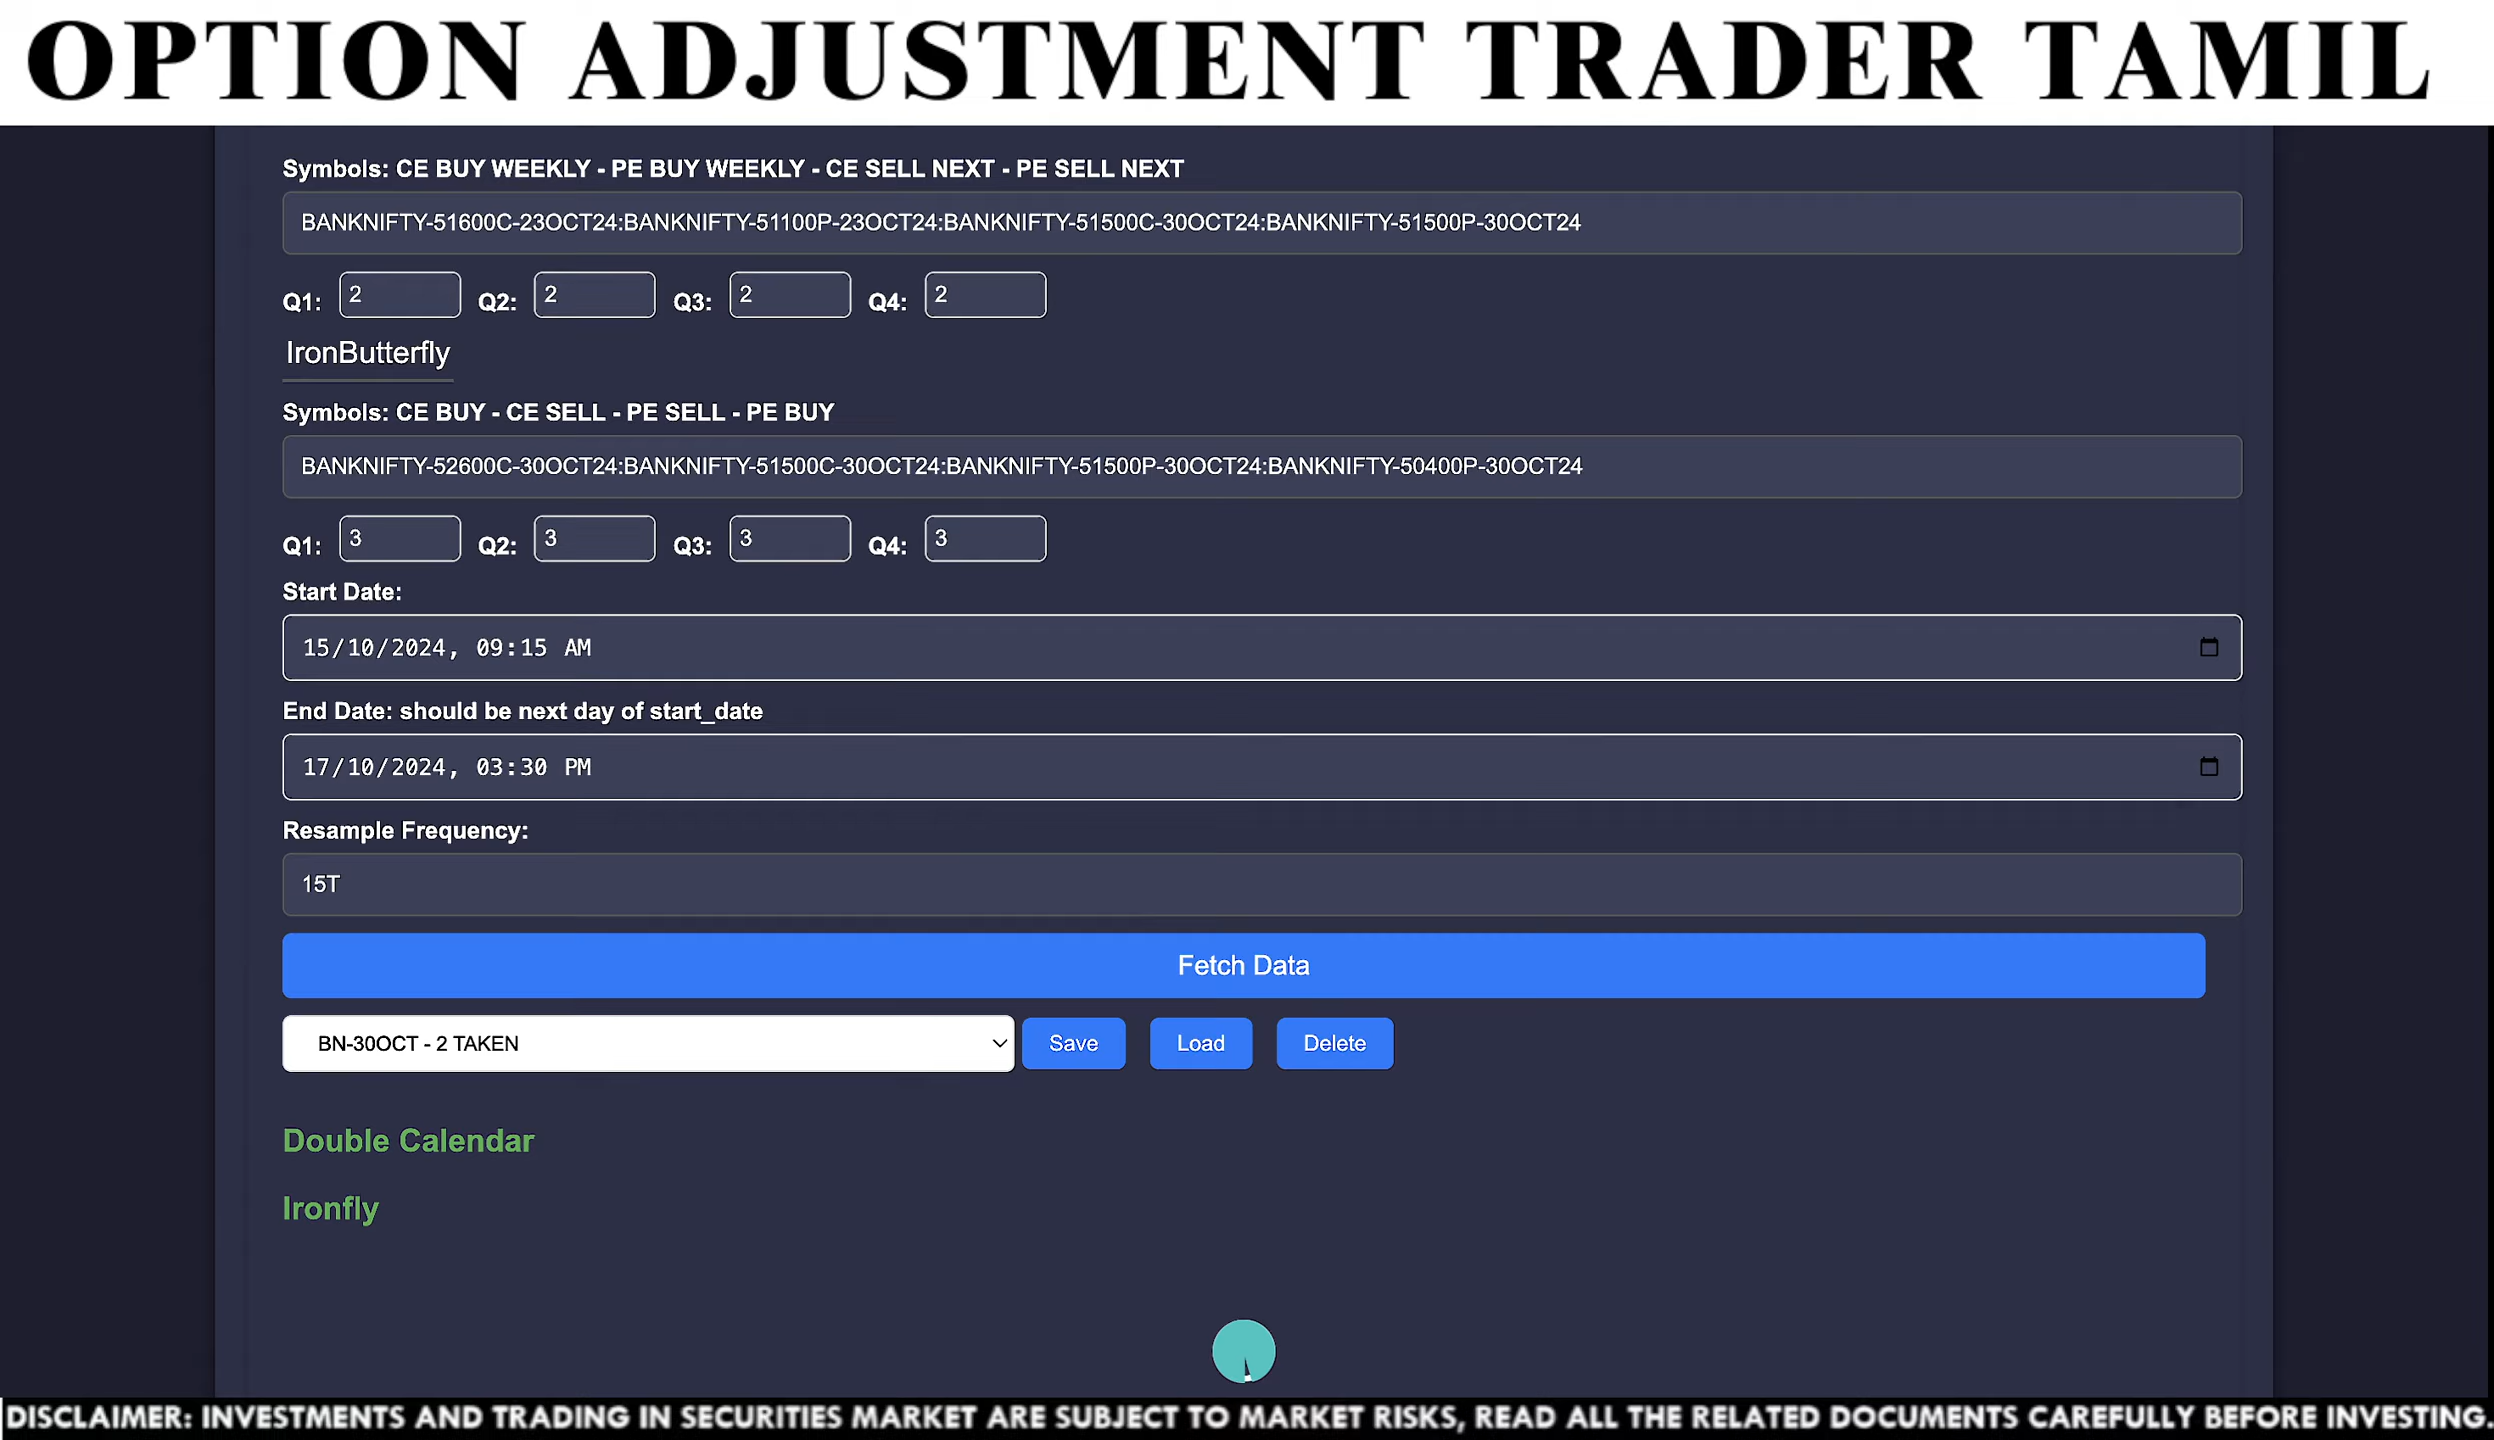 OPTION ADJUSTMENT TRADER TAMIL
Symbols: CE BUY WEEKLY - PE BUY WEEKLY - CE SELL NEXT - PE SELL NEXT
BANKNIFTY-51600C-23OCT24:BANKNIFTY-51100P-23OCT24:BANKNIFTY-51500C-30OCT24:BANKNIFTY-51500P-30OCT24
Q1: 2 Q2: 2 Q3: 2 Q4: 2
IronButterfly
Symbols: CE BUY - CE SELL - PE SELL - PE BUY
BANKNIFTY-52600C-30OCT24:BANKNIFTY-51500C-30OCT24:BANKNIFTY-51500P-30OCT24:BANKNIFTY-50400P-30OCT24
Q1: 3 Q2: 3 Q3: 3 Q4: 3
Start Date:
15/10/2024, 09:15 AM
End Date: should be next day of start_date
17/10/2024, 03:30 PM
Resample Frequency:
15T
Fetch Data
BN-30OCT - 2 TAKEN Save Load Delete
Double Calendar
Ironfly
DISCLAIMER: INVESTMENTS AND TRADING IN SECURITIES MARKET ARE SUBJECT TO MARKET RISKS, READ ALL THE RELATED DOCUMENTS CAREFULLY BEFORE INVESTING.